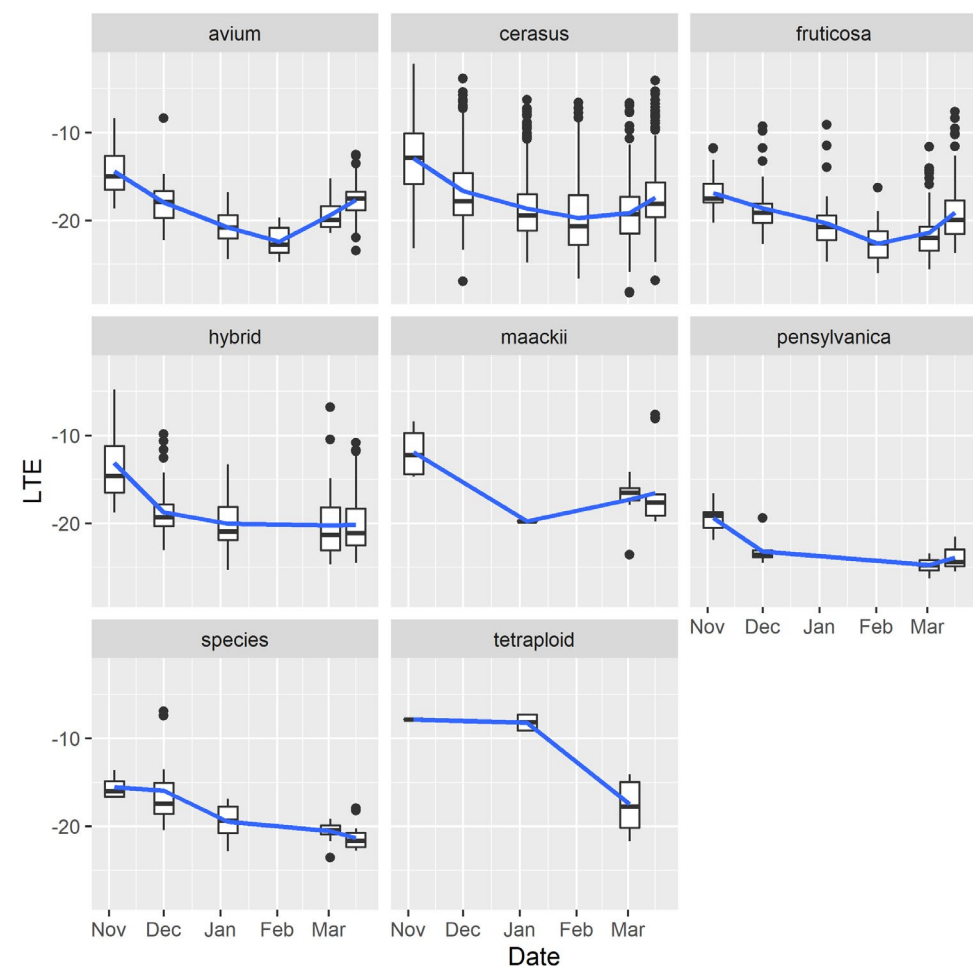 avium cerasus fruticosa
-10
-20
hybrid maackii pensylvanica
-10
-20
LTE
Nov Dec Jan Feb Mar
species tetraploid
-10
-20
Nov Dec Jan Feb Mar Nov Dec Jan Feb Mar
Date